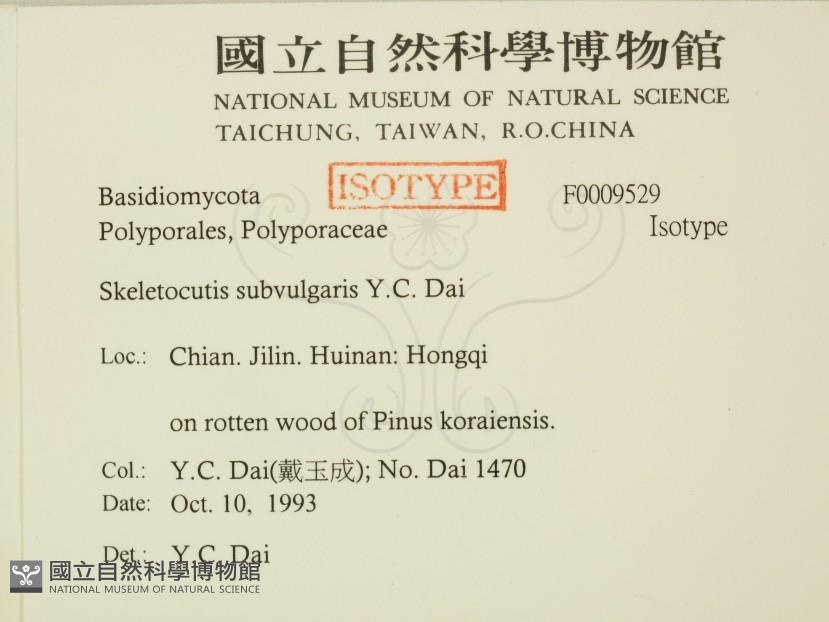 國立自然科學博物館
NATIONAL MUSEUM OF NATURAL SCIENCE
TAICHUNG, TAIWAN, R.O.CHINA
Basidiomycota ISOTYPE F0009529
Polyporales, Polyporaceae Isotype
Skeletocutis subvulgaris Y.C. Dai
Loc.: Chian. Jilin. Huinan: Hongqi
on rotten wood of Pinus koraiensis.
Col.: Y.C. Dai(戴玉成); No. Dai 1470
Date: Oct. 10, 1993
Det.: Y.C. Dai
國立自然科學博物館
NATIONAL MUSEUM OF NATURAL SCIENCE